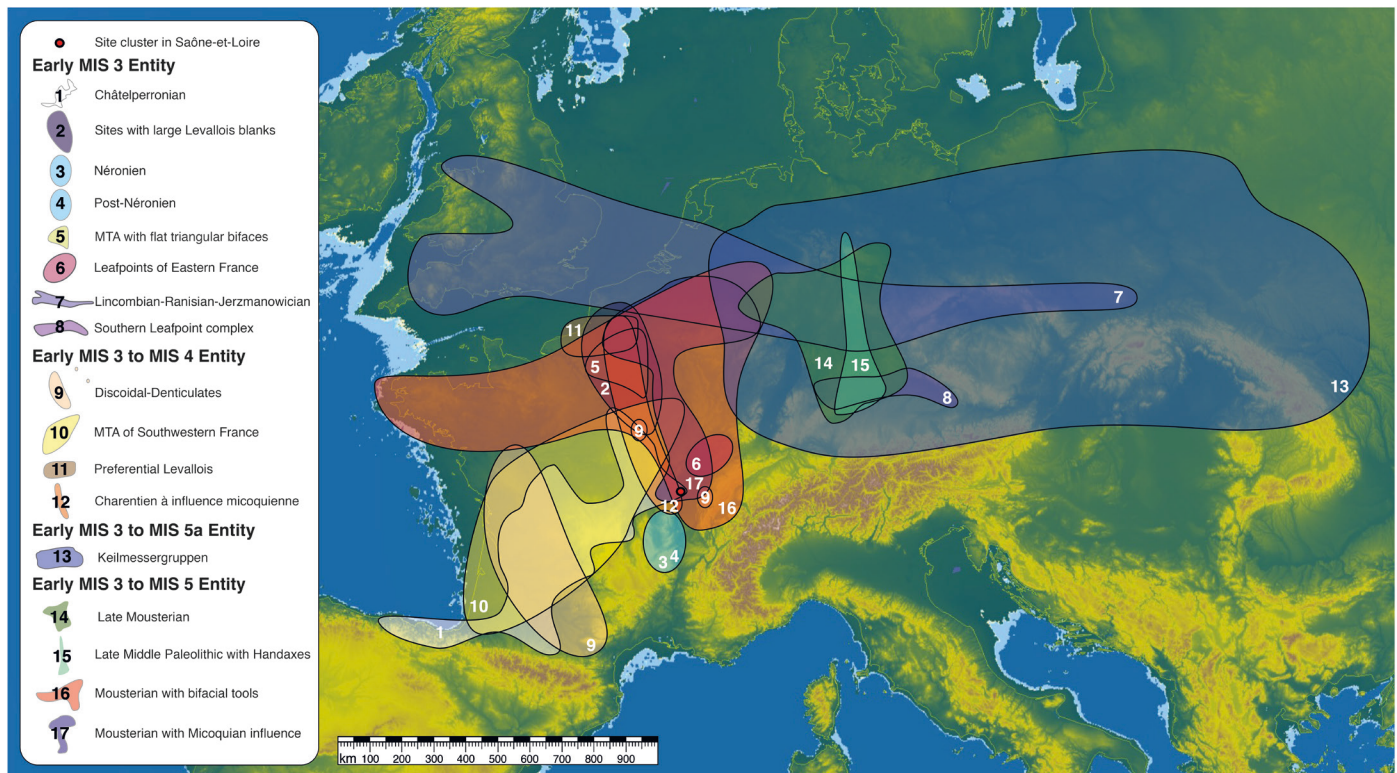 Site cluster in Saône-et-Loire
Early MIS 3 Entity
1 Châtelperronian
2 Sites with large Levallois blanks
3 Néronien
4 Post-Néronien
5 MTA with flat triangular bifaces
6 Leafpoints of Eastern France
7 Lincombian-Ranisian-Jerzmanowician
8 Southern Leafpoint complex
Early MIS 3 to MIS 4 Entity
9 Discoidal-Denticulates
10 MTA of Southwestern France
11 Preferential Levallois
12 Charentien à influence micoquienne
Early MIS 3 to MIS 5a Entity
13 Keilmessergruppen
Early MIS 3 to MIS 5 Entity
14 Late Mousterian
15 Late Middle Paleolithic with Handaxes
16 Mousterian with bifacial tools
17 Mousterian with Micoquian influence
7
11
5
14
15
2
13
8
9
6
17
9
12
16
3
4
10
1
9
km 100 200 300 400 500 600 700 800 900